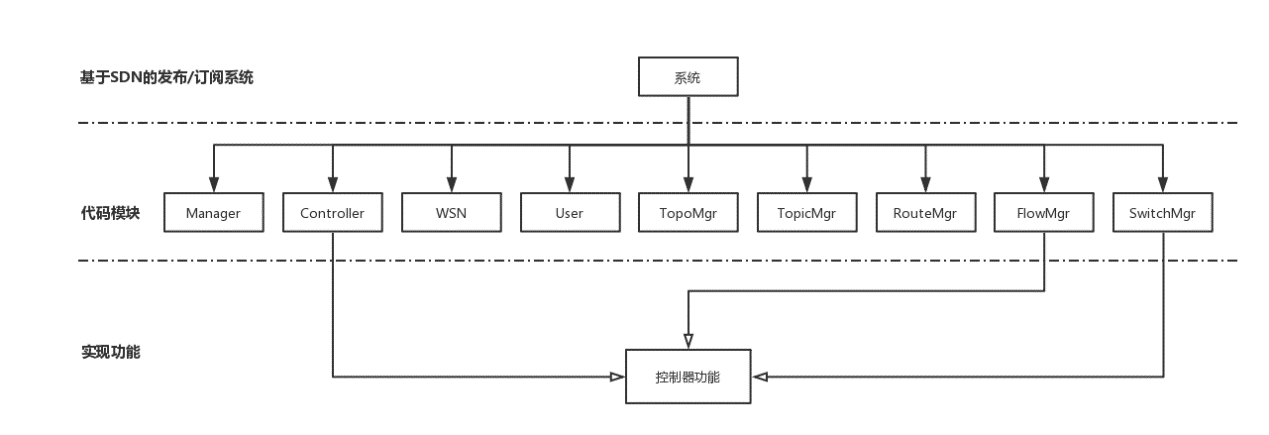 基于SDN的发布/订阅系统
系统
代码模块
Manager
Controller
WSN
User
TopoMgr
TopicMgr
RouteMgr
FlowMgr
SwitchMgr
实现功能
控制器功能